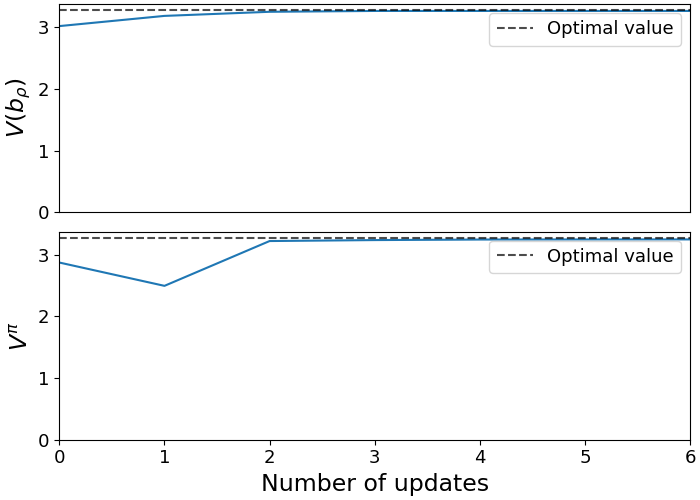 3
2
1
0
V(b_ρ)
Optimal value
3
2
1
0
V^π
Optimal value
0 1 2 3 4 5 6
Number of updates